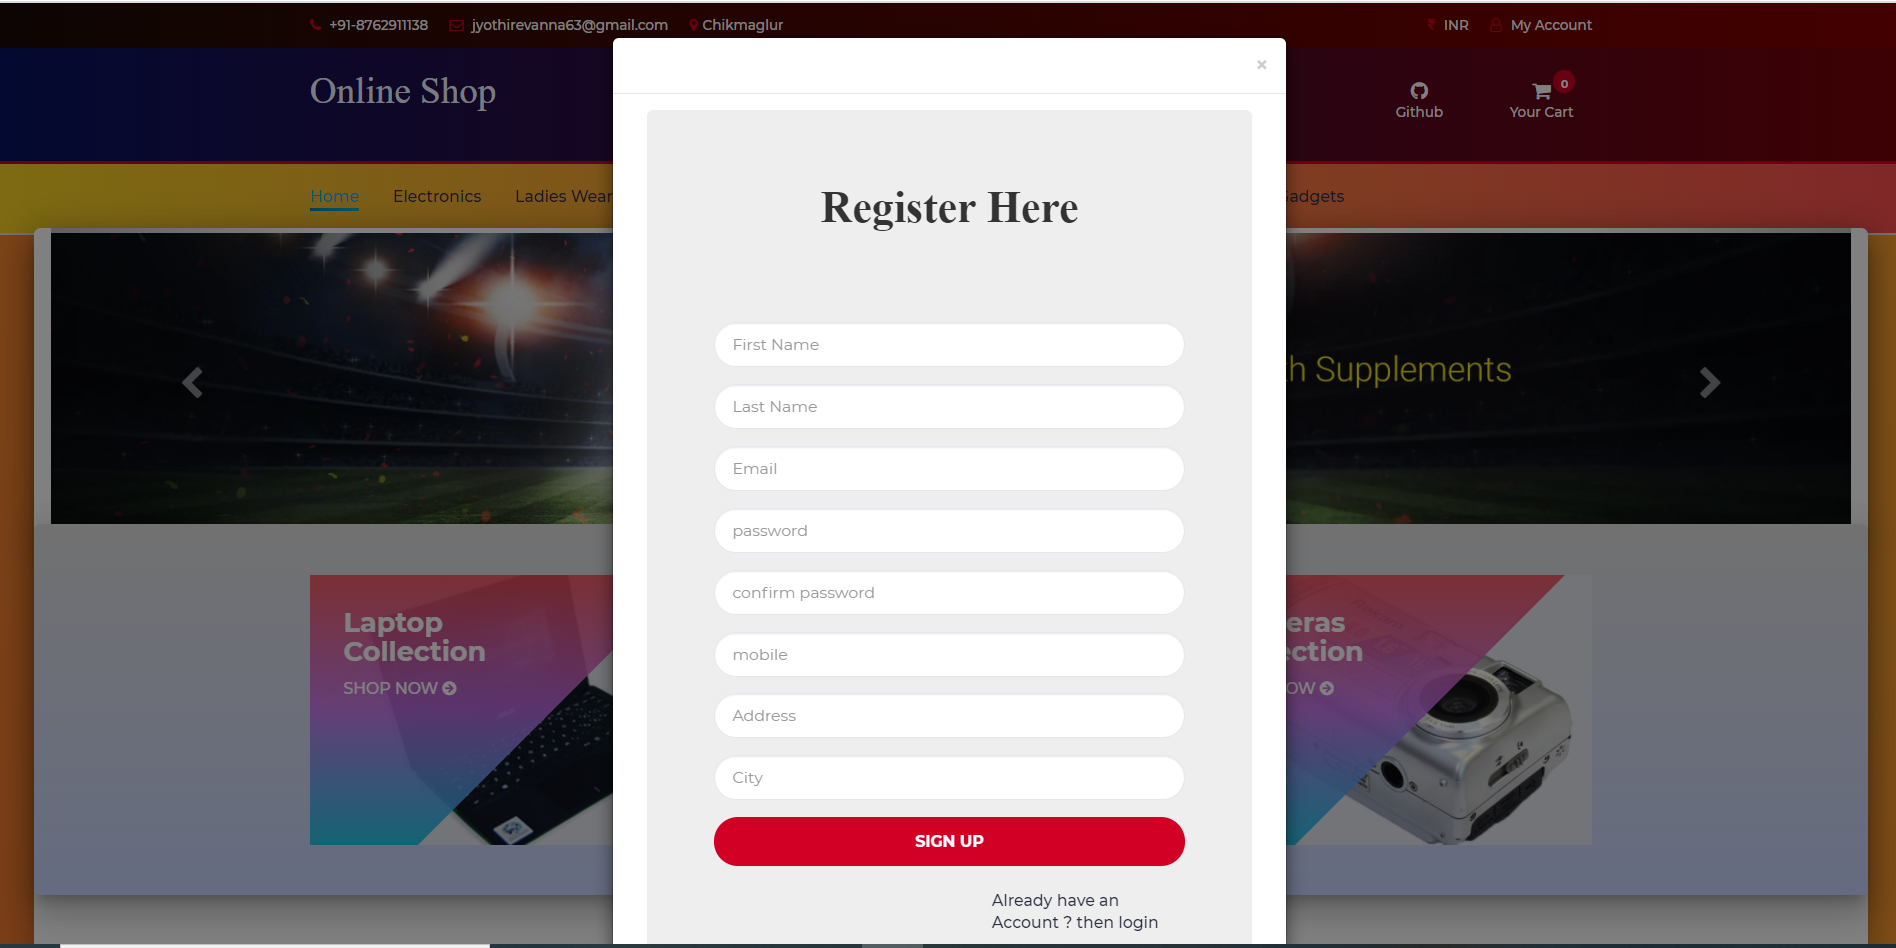 +91-8762911138 jyothirevanna63@gmail.com Chikmaglur INR My Account
×
Online Shop
0
Github Your Cart
Home Electronics Ladies Wear adgets
Register Here
First Name
h Supplements
Last Name
Email
password
confirm password
Laptop
Collection
SHOP NOW
eras
ction
OW
mobile
Address
City
SIGN UP
Already have an
Account ? then login